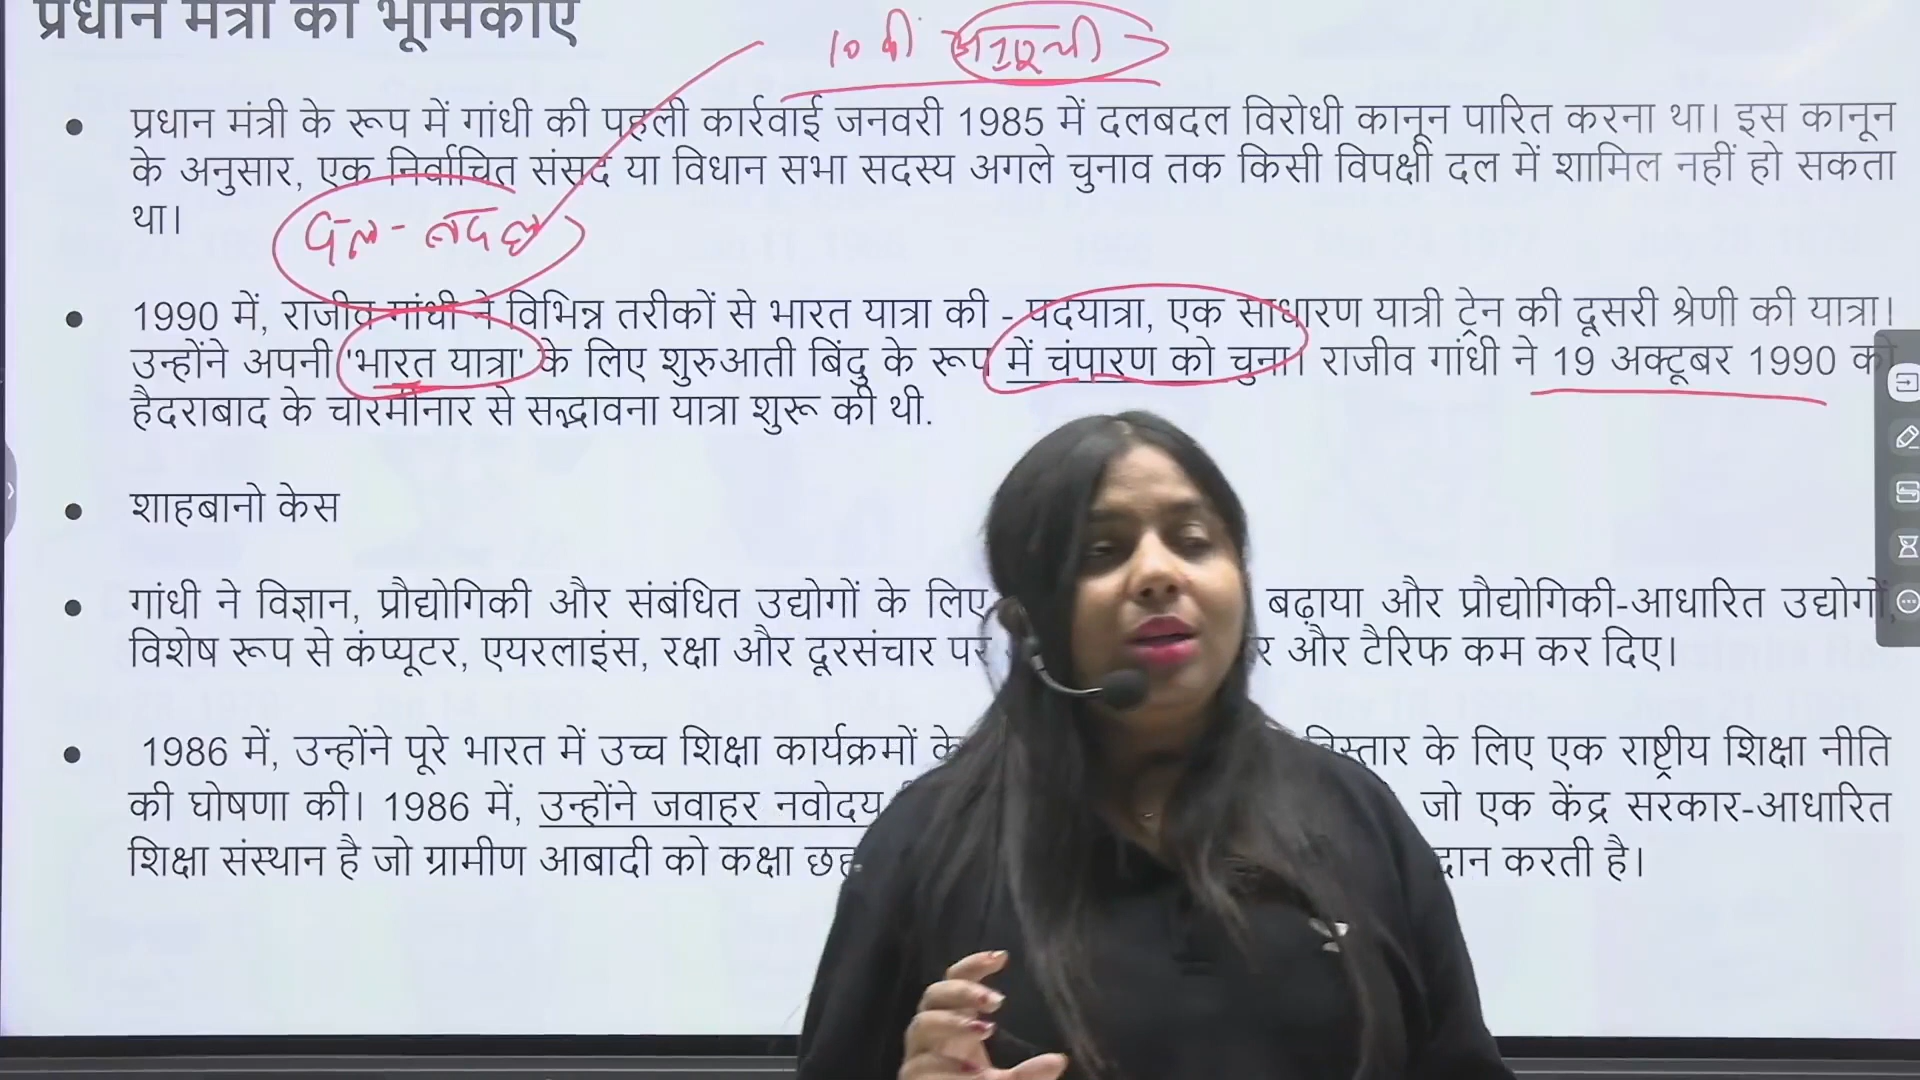 प्रधान मंत्री की भूमिकाएं
10 वी अनुसूची
प्रधान मंत्री के रूप में गांधी की पहली कार्रवाई जनवरी 1985 में दलबदल विरोधी कानून पारित करना था। इस कानून
के अनुसार, एक निर्वाचित संसद या विधान सभा सदस्य अगले चुनाव तक किसी विपक्षी दल में शामिल नहीं हो सकता
था।
दल-बदल
1990 में, राजीव गांधी ने विभिन्न तरीकों से भारत यात्रा की - पदयात्रा, एक साधारण यात्री ट्रेन की दूसरी श्रेणी की यात्रा।
उन्होंने अपनी 'भारत यात्रा' के लिए शुरुआती बिंदु के रूप में चंपारण को चुना। राजीव गांधी ने 19 अक्टूबर 1990 को
हैदराबाद के चारमीनार से सद्भावना यात्रा शुरू की थी.
शाहबानो केस
गांधी ने विज्ञान, प्रौद्योगिकी और संबंधित उद्योगों के लिए बढ़ाया और प्रौद्योगिकी-आधारित उद्योगों,
विशेष रूप से कंप्यूटर, एयरलाइंस, रक्षा और दूरसंचार पर और टैरिफ कम कर दिए।
1986 में, उन्होंने पूरे भारत में उच्च शिक्षा कार्यक्रमों के विस्तार के लिए एक राष्ट्रीय शिक्षा नीति
की घोषणा की। 1986 में, उन्होंने जवाहर नवोदय जो एक केंद्र सरकार-आधारित
शिक्षा संस्थान है जो ग्रामीण आबादी को कक्षा करती है।